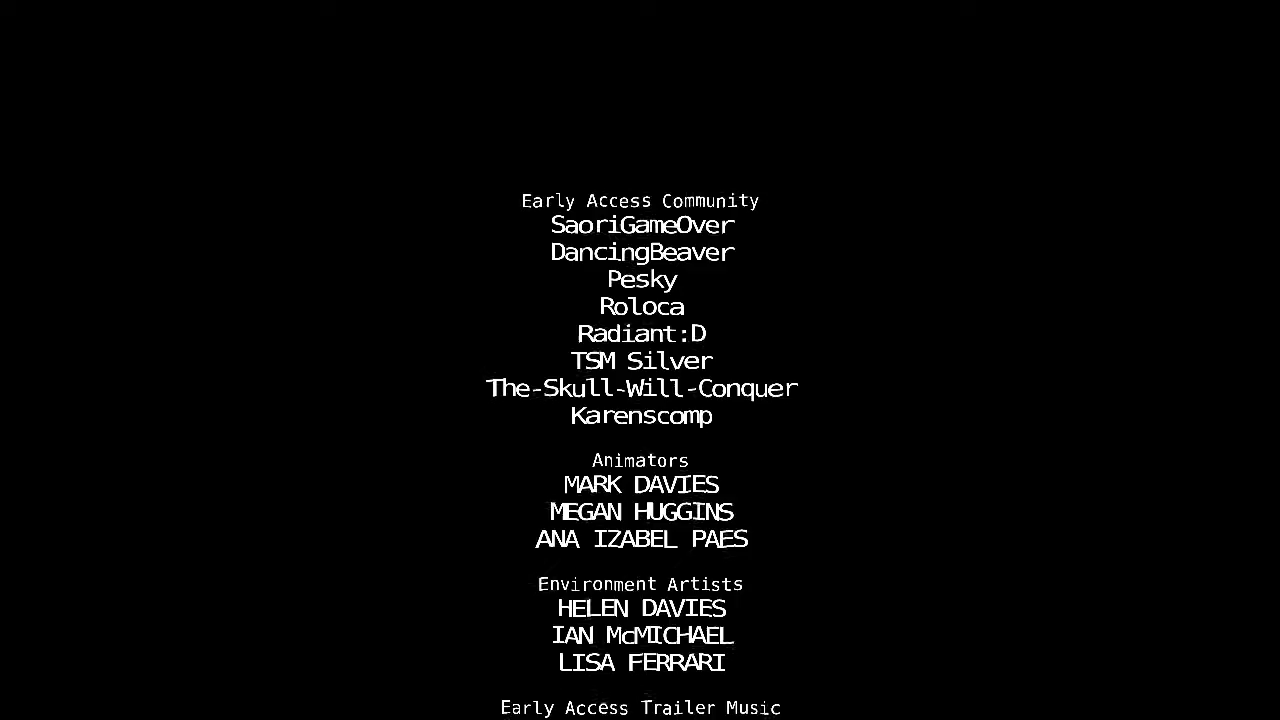 Early Access Community
SaoriGameOver
DancingBeaver
Pesky
Roloca
Radiant:D
TSM Silver
The-Skull-Will-Conquer
Karenscomp
Animators
MARK DAVIES
MEGAN HUGGINS
ANA IZABEL PAES
Environment Artists
HELEN DAVIES
IAN McMICHAEL
LISA FERRARI
Early Access Trailer Music